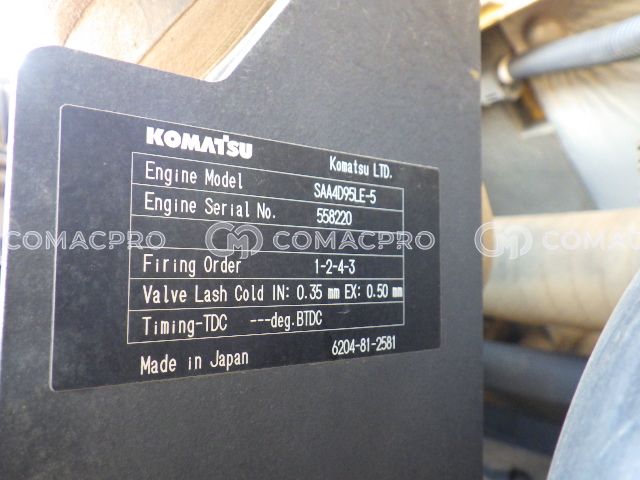 KOMATSU
Komatsu LTD.
Engine Model SAA4D95LE-5
Engine Serial No. 558220
COMACPRO COMACPRO COMACPRO
Firing Order 1-2-4-3
Valve Lash Cold IN: 0.35 mm EX: 0.50 mm
Timing-TDC ---deg.BTDC
Made in Japan 6204-81-2581